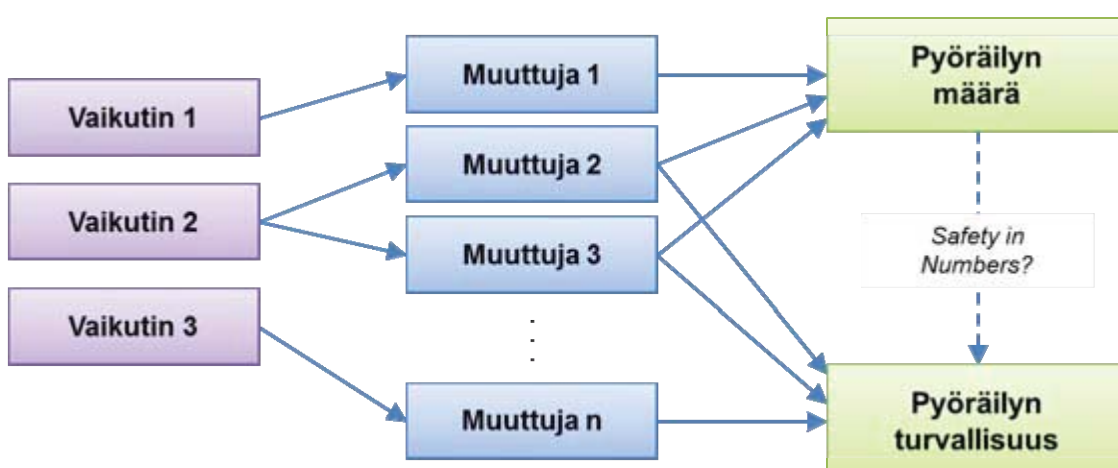 Vaikutin 1
Vaikutin 2
Vaikutin 3
Muuttuja 1
Muuttuja 2
Muuttuja 3
.
.
.
Muuttuja n
Pyöräilyn
määrä
Safety in
Numbers?
Pyöräilyn
turvallisuus